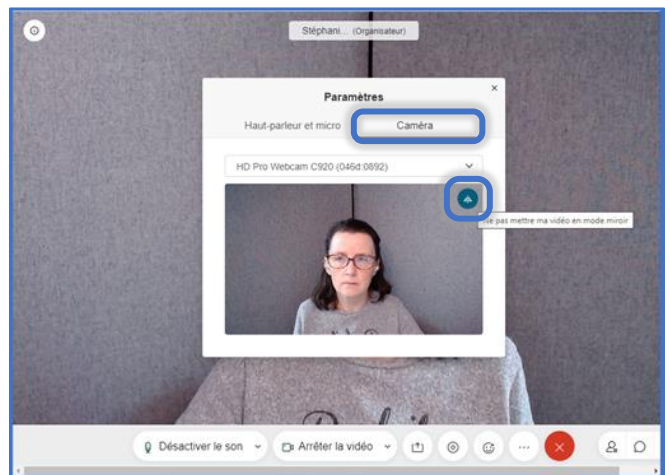 Stéphani... (Organisateur)
Paramètres
Haut-parleur et micro
Caméra
HD Pro Webcam C920 (046d:0892)
Ne pas mettre ma vidéo en mode miroir
Désactiver le son
Arrêter la vidéo